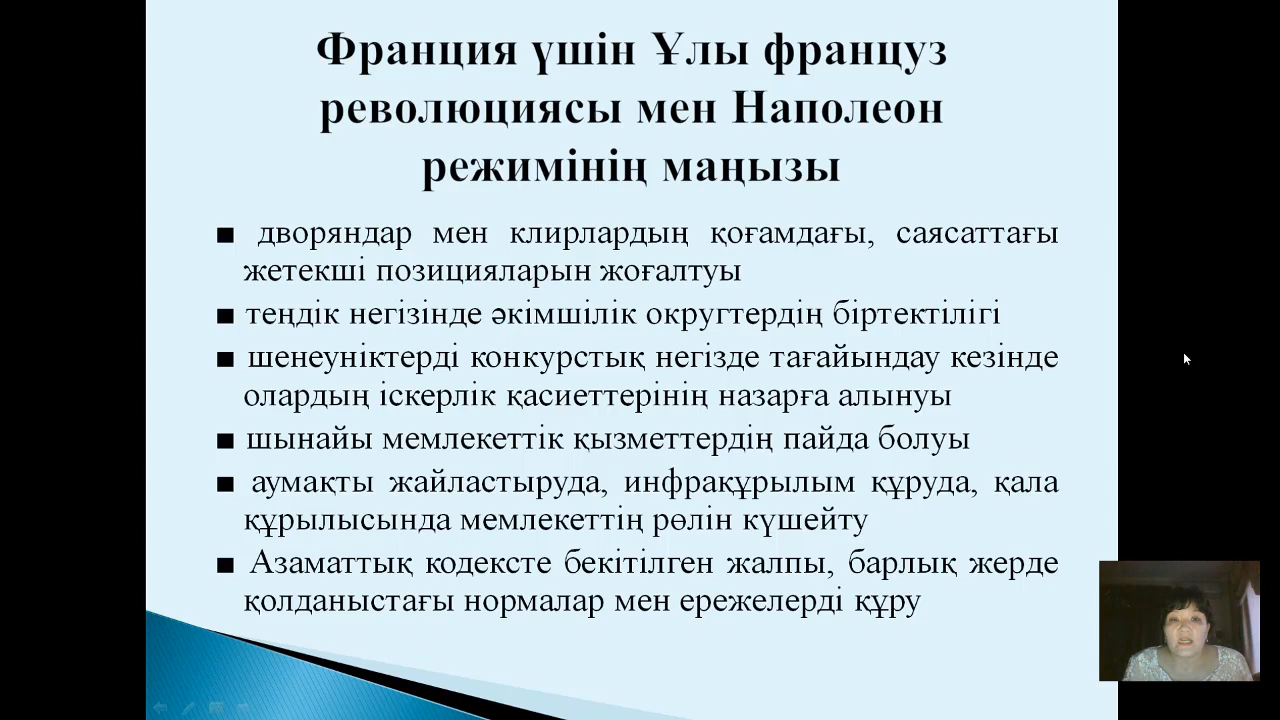 Франция үшін Ұлы француз
революциясы мен Наполеон
режимінің маңызы
■ дворяндар мен клирлардың қоғамдағы, саясаттағы
жетекші позицияларын жоғалтуы
■ теңдік негізінде әкімшілік округтердің біртектілігі
■ шенеуніктерді конкурстық негізде тағайындау кезінде
олардың іскерлік қасиеттерінің назарға алынуы
■ шынайы мемлекеттік қызметтердің пайда болуы
■ аумақты жайластыруда, инфрақұрылым құруда, қала
құрылысында мемлекеттің рөлін күшейту
■ Азаматтық кодексте бекітілген жалпы, барлық жерде
қолданыстағы нормалар мен ережелерді құру